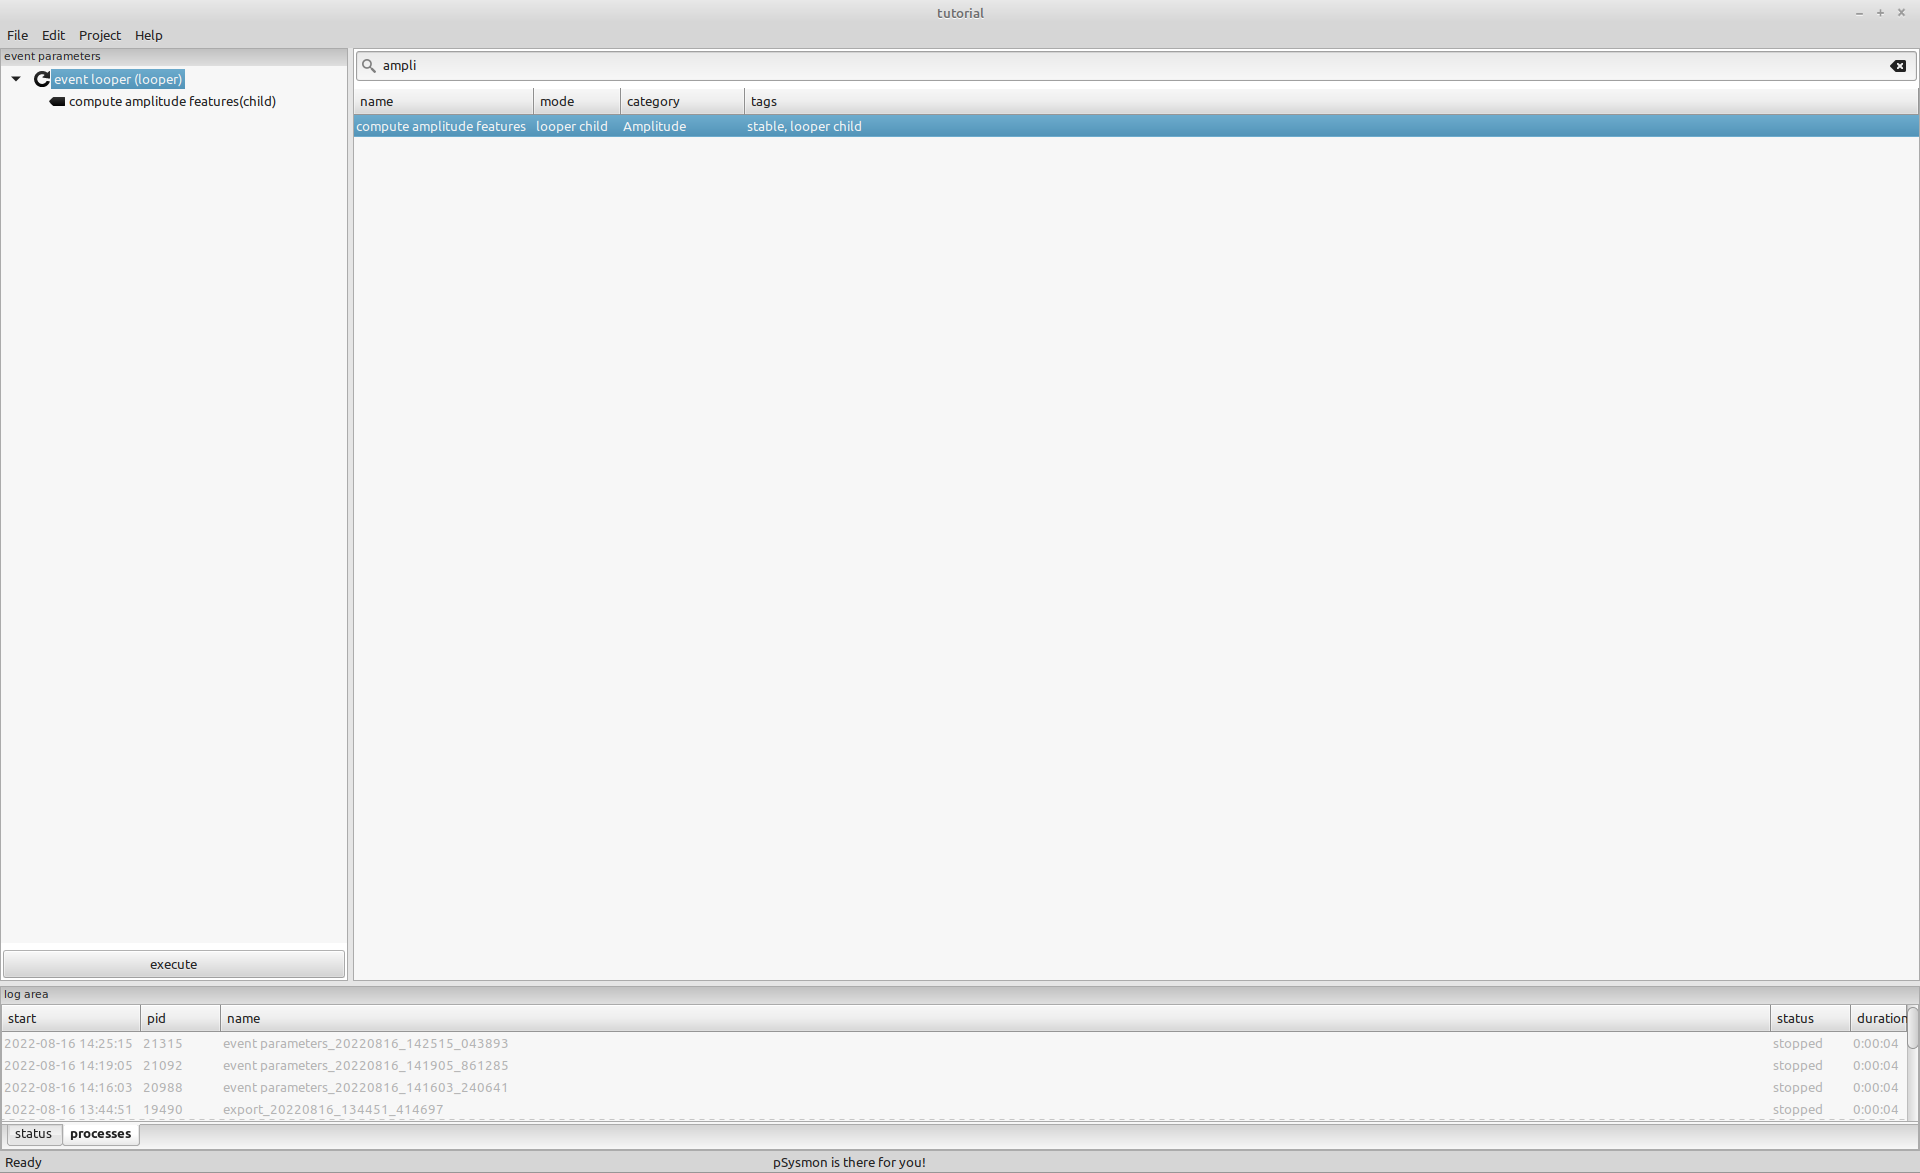 tutorial
File Edit Project Help
event parameters
event looper (looper)
compute amplitude features(child)
execute
ampli
name mode category tags
compute amplitude features looper child Amplitude stable, looper child
log area
start pid name status duration
2022-08-16 14:25:15 21315 event parameters_20220816_142515_043893 stopped 0:00:04
2022-08-16 14:19:05 21092 event parameters_20220816_141905_861285 stopped 0:00:04
2022-08-16 14:16:03 20988 event parameters_20220816_141603_240641 stopped 0:00:04
2022-08-16 13:44:51 19490 export_20220816_134451_414697 stopped 0:00:04
status processes
Ready pSysmon is there for you!